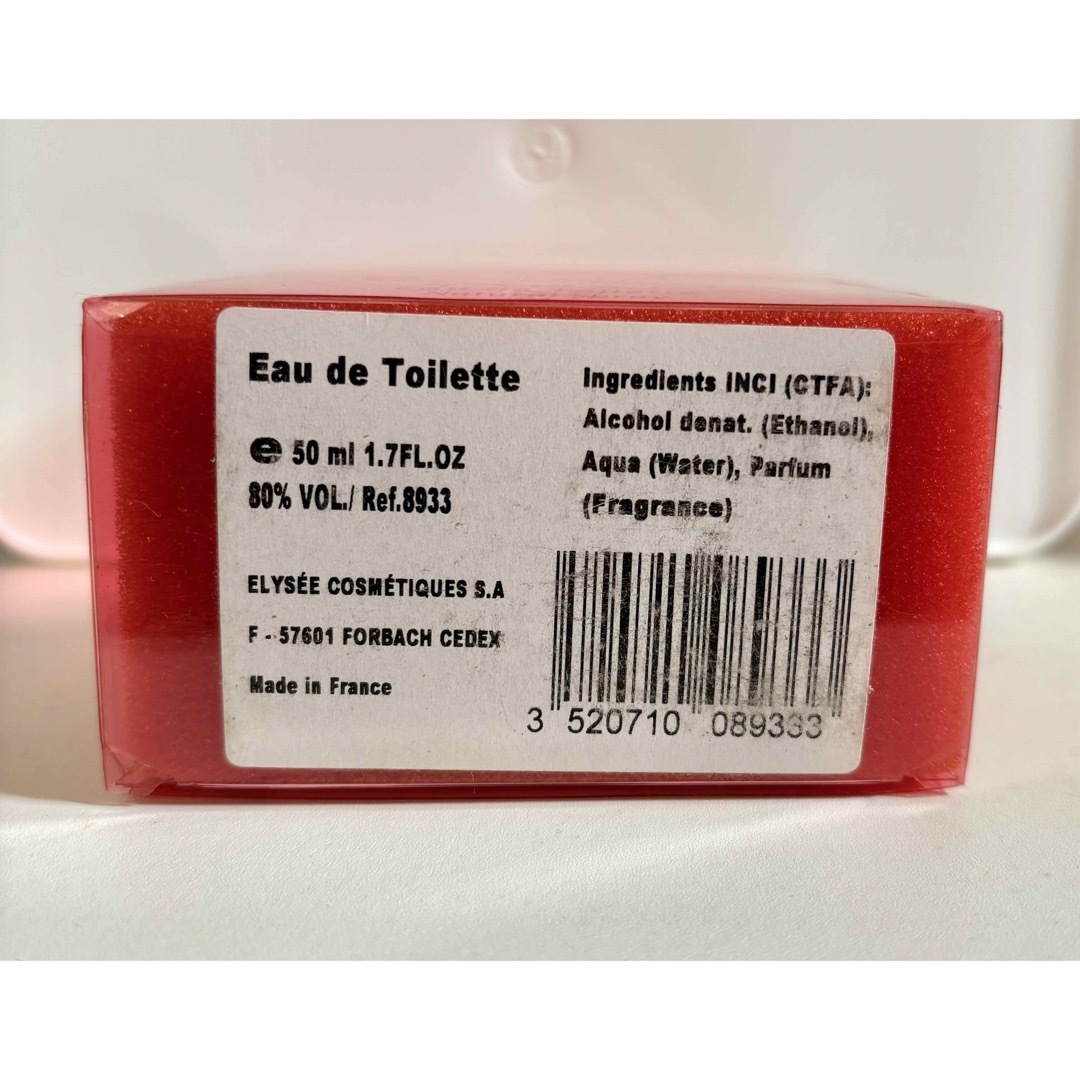 Eau de Toilette
℮ 50 ml 1.7FL.OZ
80% VOL./ Ref.8933
ELYSÉE COSMÉTIQUES S.A
F - 57601 FORBACH CEDEX
Made in France
Ingredients INCI (CTFA):
Alcohol denat. (Ethanol),
Aqua (Water), Parfum
(Fragrance)
3 520710 089333